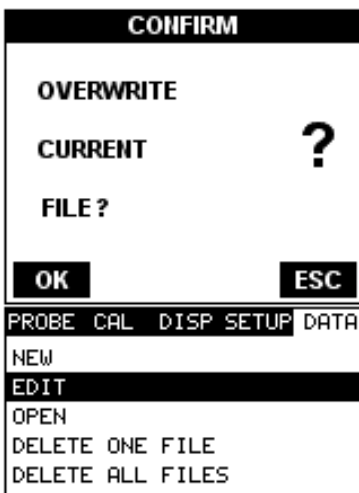 CONFIRM
OVERWRITE
CURRENT
?
FILE?
OK ESC
PROBE CAL DISP SETUP DATA
NEW
EDIT
OPEN
DELETE ONE FILE
DELETE ALL FILES